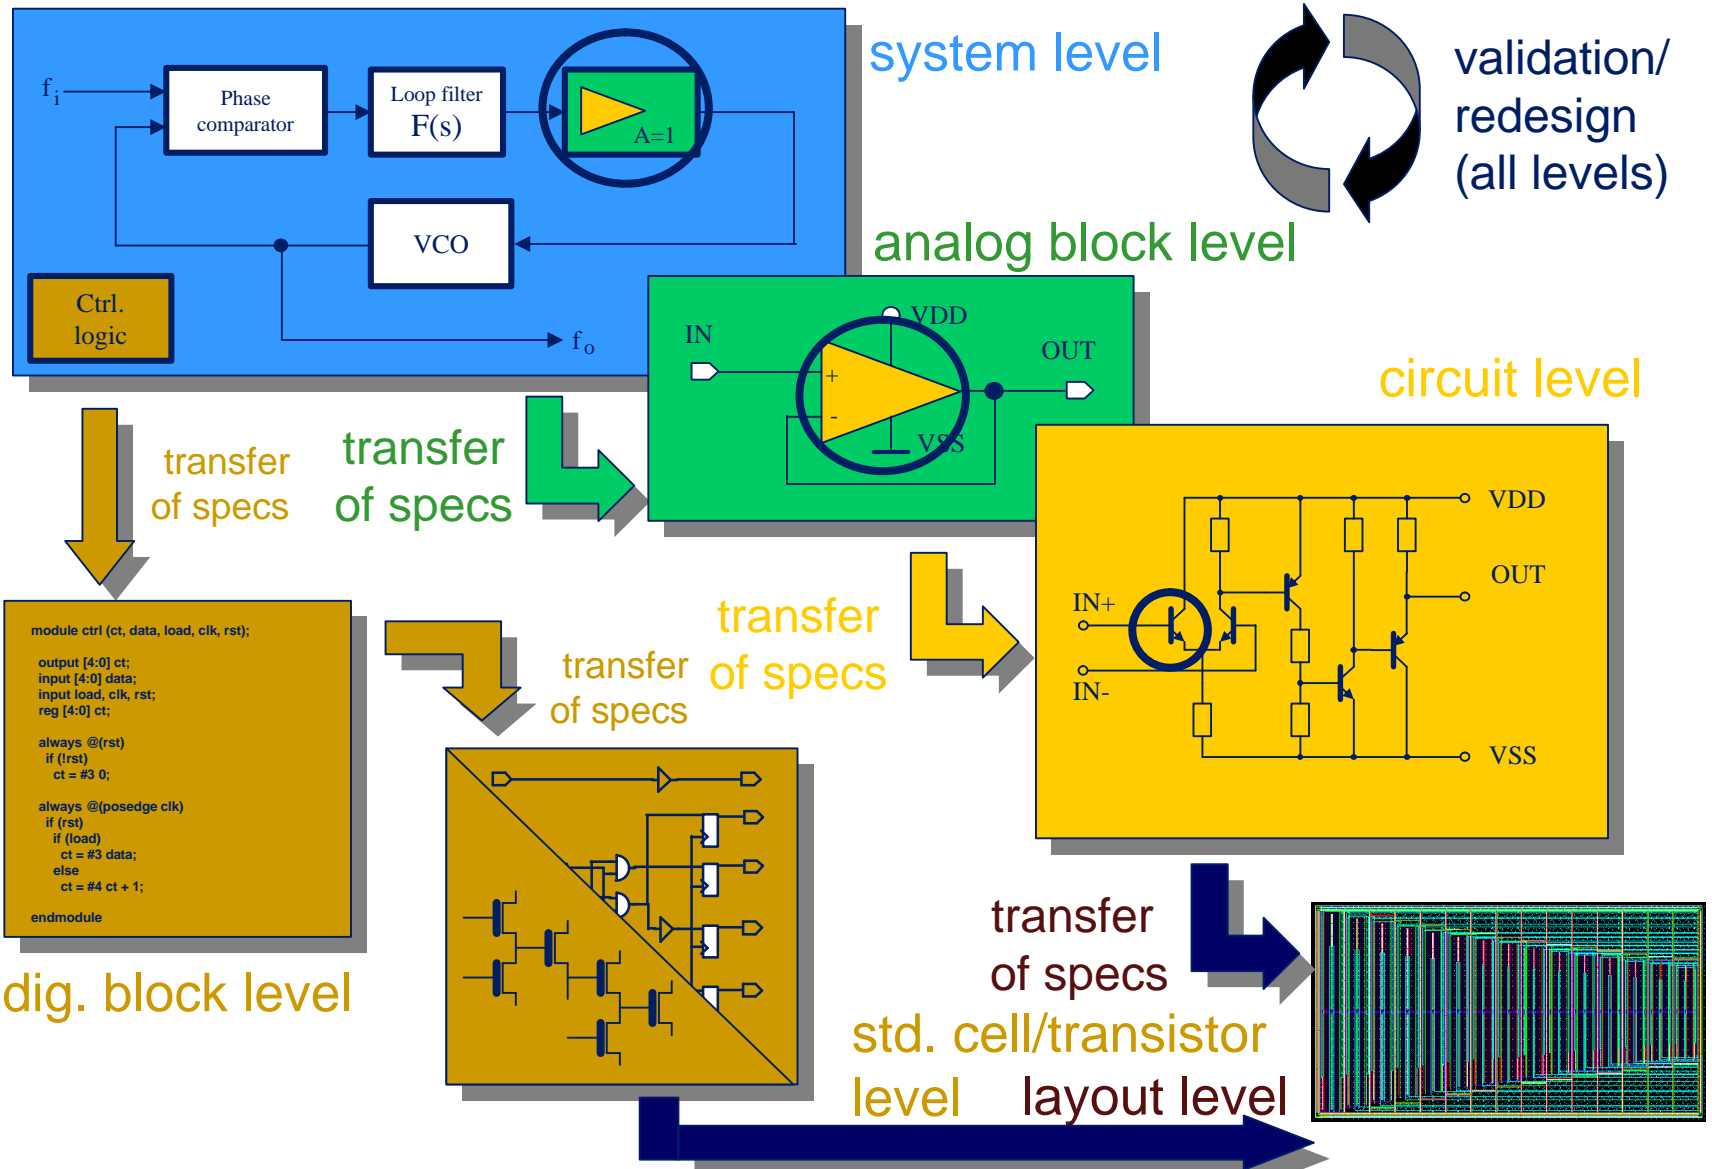 system level
validation/
redesign
(all levels)
f i
Phase
comparator
Loop filter
F(s)
A=1
VCO
Ctrl.
logic
f o
analog block level
IN
VDD
OUT
+
-
VSS
circuit level
VDD
OUT
IN+
IN-
VSS
transfer
of specs
transfer
of specs
transfer
of specs
transfer
of specs
module ctrl (ct, data, load, clk, rst);
output [4:0] ct;
input [4:0] data;
input load, clk, rst;
reg [4:0] ct;
always @(rst)
if (!rst)
ct = #3 0;
always @(posedge clk)
if (rst)
if (load)
ct = #3 data;
else
ct = #4 ct + 1;
endmodule
dig. block level
transfer
of specs
std. cell/transistor
level
layout level